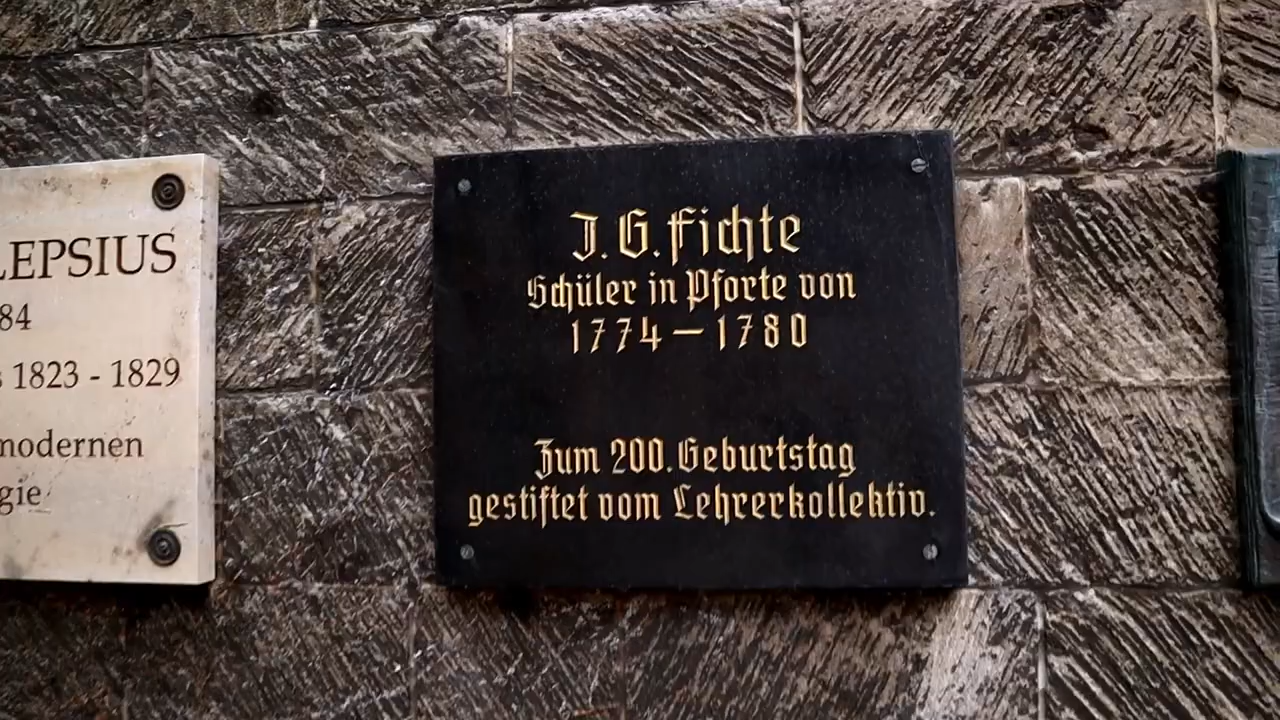 LEPSIUS
84
1823 - 1829
modernen
gie
J. G. Fichte
Schüler in Pforte von
1774 – 1780
Zum 200. Geburtstag
gestiftet vom Lehrerkollektiv.